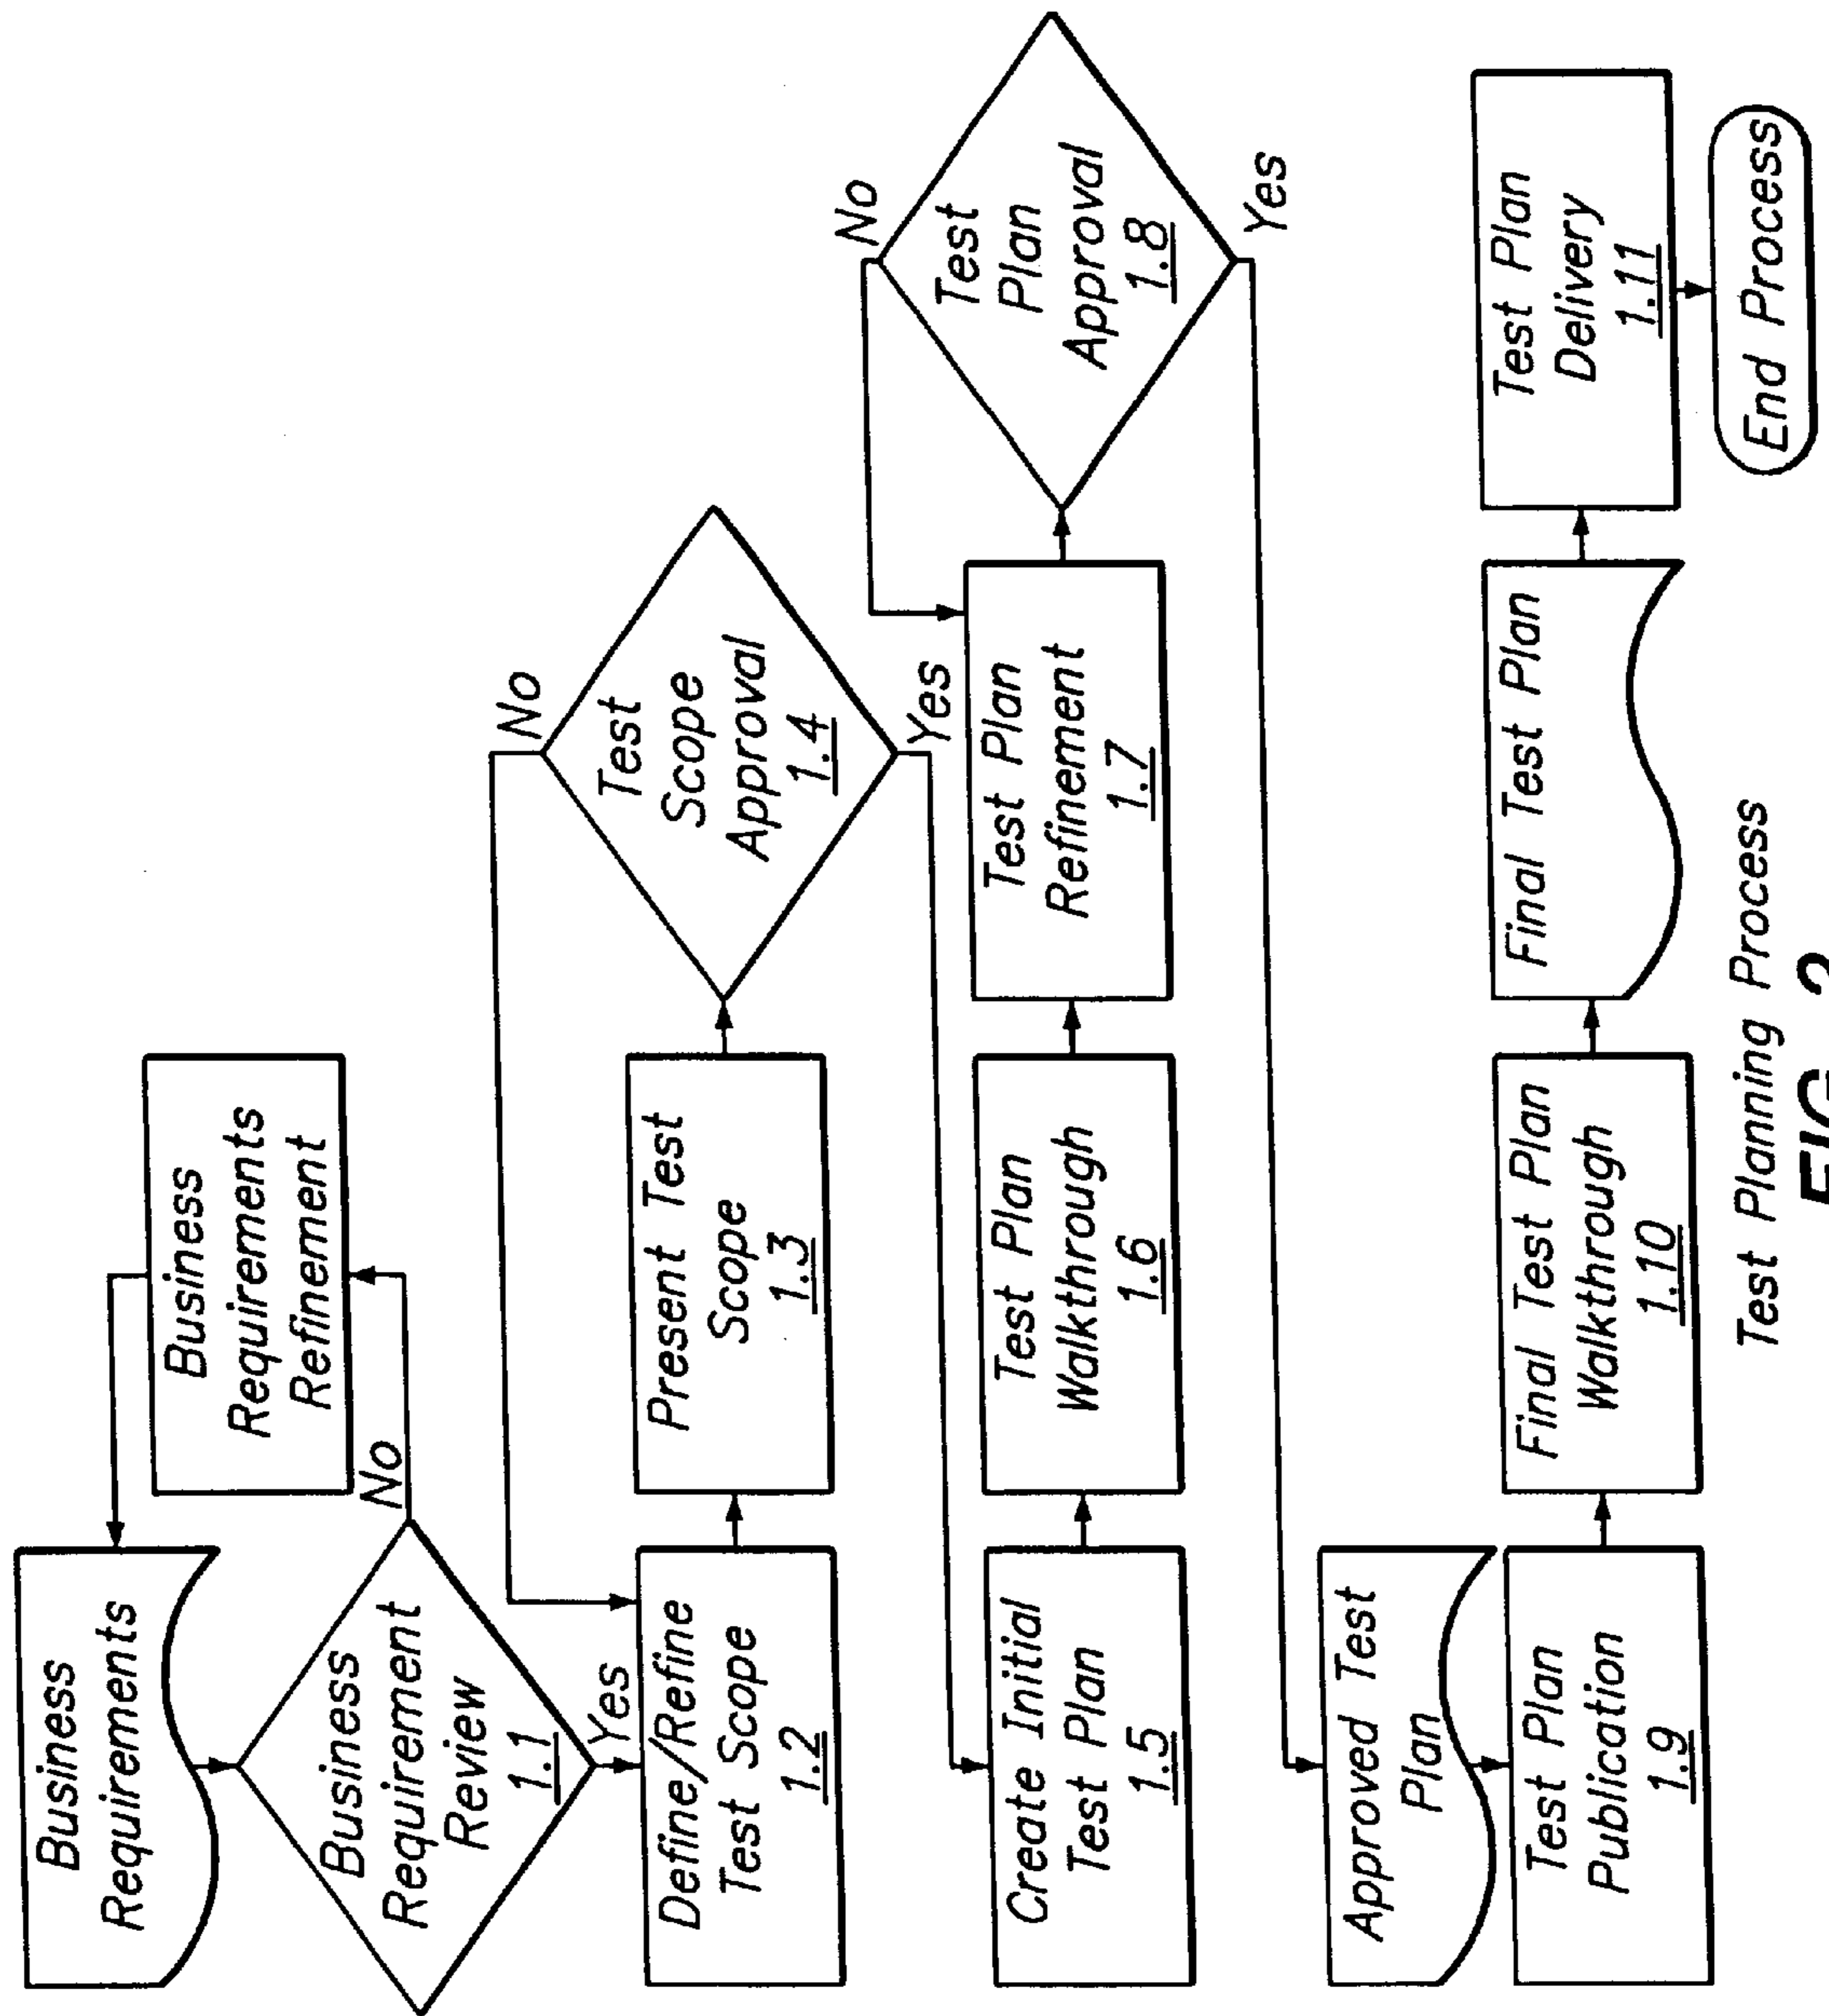 Business
Requirements
Business
Requirements
Refinement
Business
Requirement
Review
1.1
No
Yes
Define/Refine
Test Scope
1.2
Present Test
Scope
1.3
Test
Scope
Approval
1.4
No
Yes
Create Initial
Test Plan
1.5
Test Plan
Walkthrough
1.6
Test Plan
Refinement
1.7
Test
Plan
Approval
1.8
No
Yes
Approved Test
Plan
Test Plan
Publication
1.9
Final Test Plan
Walkthrough
1.10
Final Test Plan
Test Plan
Delivery
1.11
End Process
Test Planning Process
FIG. 2